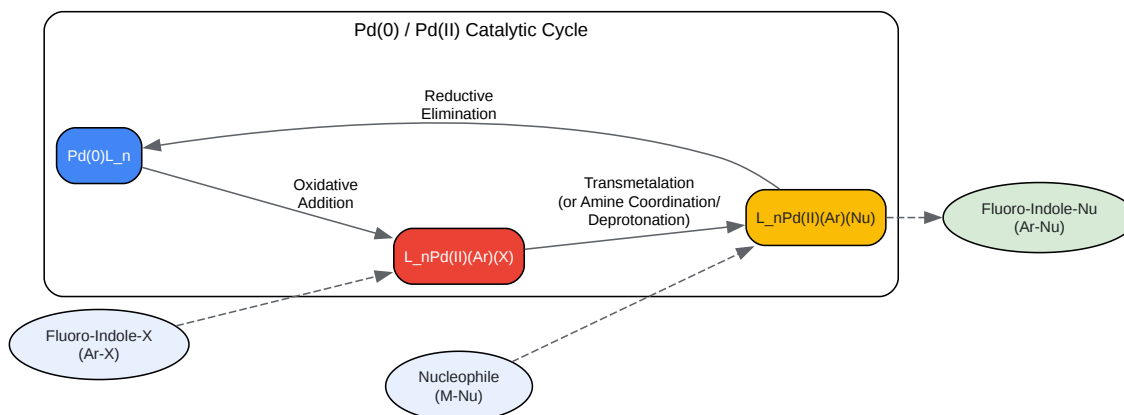 Pd(0) / Pd(II) Catalytic Cycle
Reductive
Elimination
Pd(0)L_n
Oxidative
Addition
Transmetalation
(or Amine Coordination/
Deprotonation)
L_nPd(II)(Ar)(Nu)
Fluoro-Indole-Nu
(Ar-Nu)
L_nPd(II)(Ar)(X)
Fluoro-Indole-X
(Ar-X)
Nucleophile
(M-Nu)